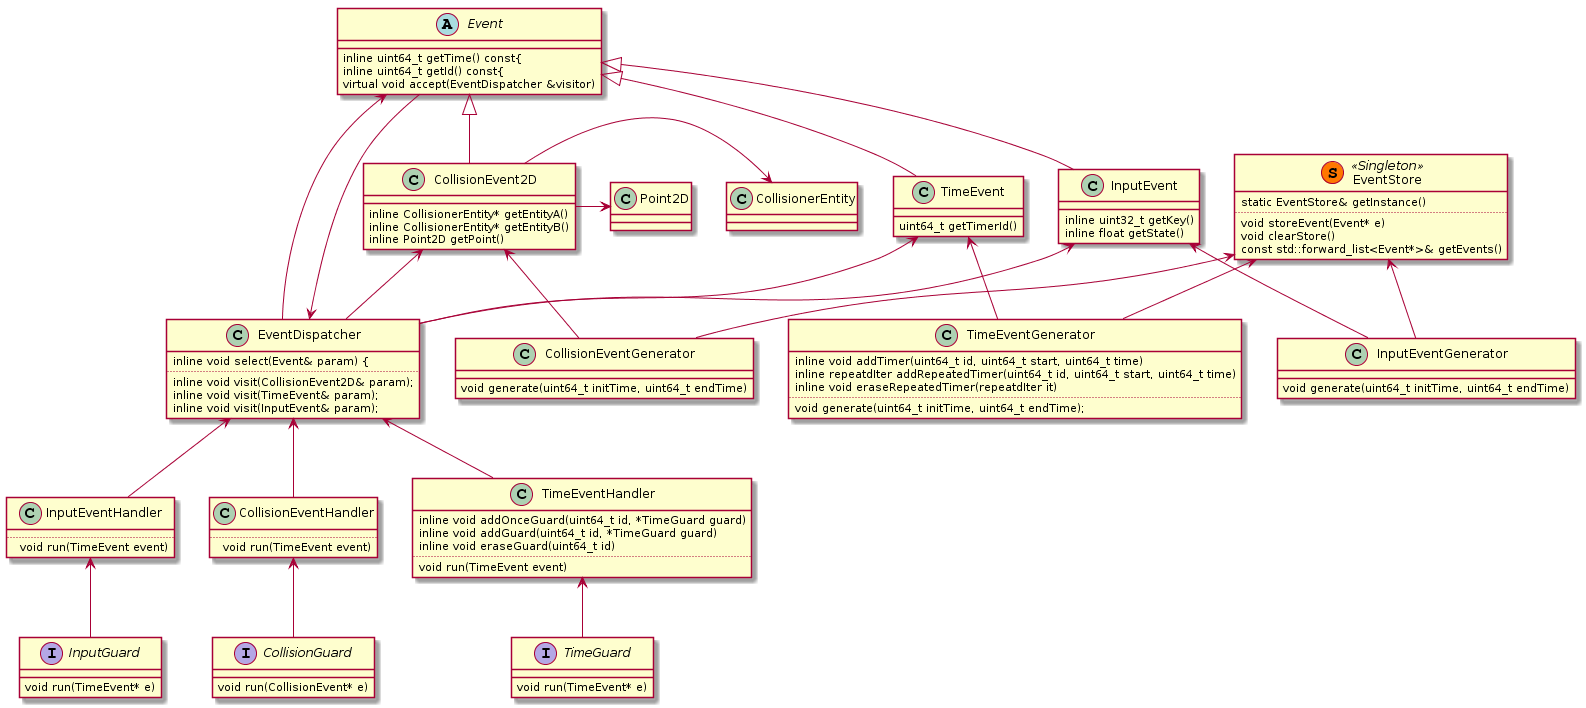 A Event
inline uint64_t getTime() const{
inline uint64_t getId() const{
virtual void accept(EventDispatcher &visitor)
C CollisionEvent2D
inline CollisionerEntity* getEntityA()
inline CollisionerEntity* getEntityB()
inline Point2D getPoint()
C Point2D
C CollisionerEntity
C TimeEvent
uint64_t getTimerId()
C InputEvent
inline uint32_t getKey()
inline float getState()
S «Singleton»
EventStore
static EventStore& getInstance()
void storeEvent(Event* e)
void clearStore()
const std::forward_list<Event*>& getEvents()
C EventDispatcher
inline void select(Event& param) {
inline void visit(CollisionEvent2D& param);
inline void visit(TimeEvent& param);
inline void visit(InputEvent& param);
C CollisionEventGenerator
void generate(uint64_t initTime, uint64_t endTime)
C TimeEventGenerator
inline void addTimer(uint64_t id, uint64_t start, uint64_t time)
inline repeatdIter addRepeatedTimer(uint64_t id, uint64_t start, uint64_t time)
inline void eraseRepeatedTimer(repeatdIter it)
void generate(uint64_t initTime, uint64_t endTime);
C InputEventGenerator
void generate(uint64_t initTime, uint64_t endTime)
C InputEventHandler
void run(TimeEvent event)
C CollisionEventHandler
void run(TimeEvent event)
C TimeEventHandler
inline void addOnceGuard(uint64_t id, *TimeGuard guard)
inline void addGuard(uint64_t id, *TimeGuard guard)
inline void eraseGuard(uint64_t id)
void run(TimeEvent event)
I InputGuard
void run(TimeEvent* e)
I CollisionGuard
void run(CollisionEvent* e)
I TimeGuard
void run(TimeEvent* e)